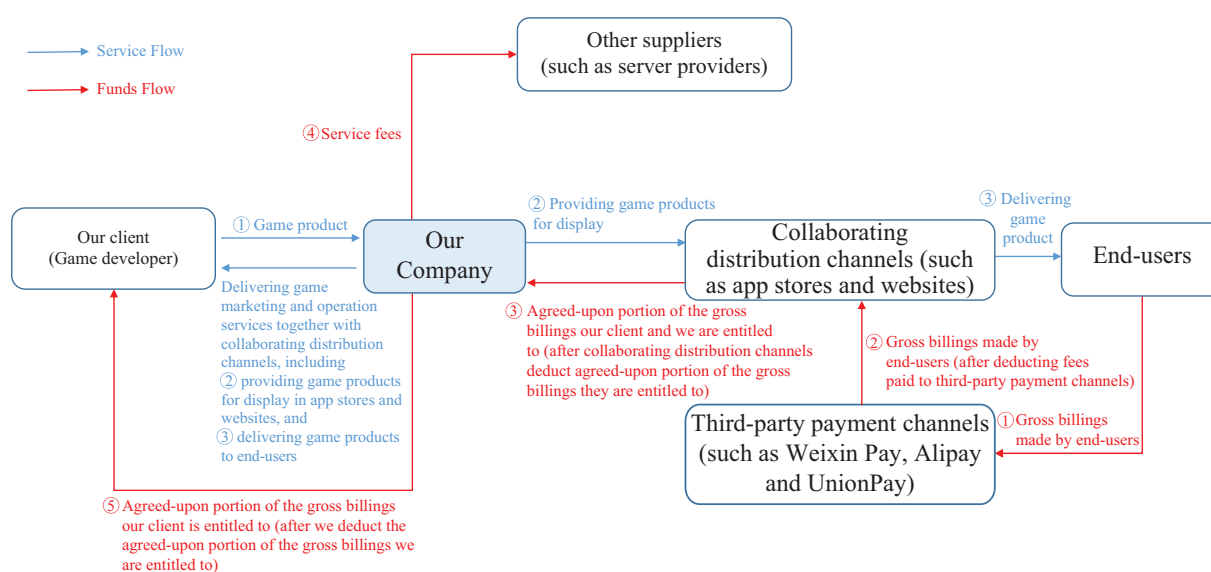 Service Flow
Funds Flow
Other suppliers
(such as server providers)
④Service fees
Our client
(Game developer)
① Game product
Our
Company
② Providing game products
for display
Collaborating
distribution channels (such
as app stores and websites)
③ Delivering
game
product
End-users
Delivering game
marketing and operation
services together with
collaborating distribution
channels, including
② providing game products
for display in app stores and
websites, and
③ delivering game products
to end-users
③ Agreed-upon portion of the gross
billings our client and we are entitled
to (after collaborating distribution channels
deduct agreed-upon portion of the gross
billings they are entitled to)
② Gross billings made by
end-users (after deducting fees
paid to third-party payment channels)
Third-party payment channels
(such as Weixin Pay, Alipay
and UnionPay)
① Gross billings
made by end-users
⑤ Agreed-upon portion of the gross billings
our client is entitled to (after we deduct the
agreed-upon portion of the gross billings we
are entitled to)